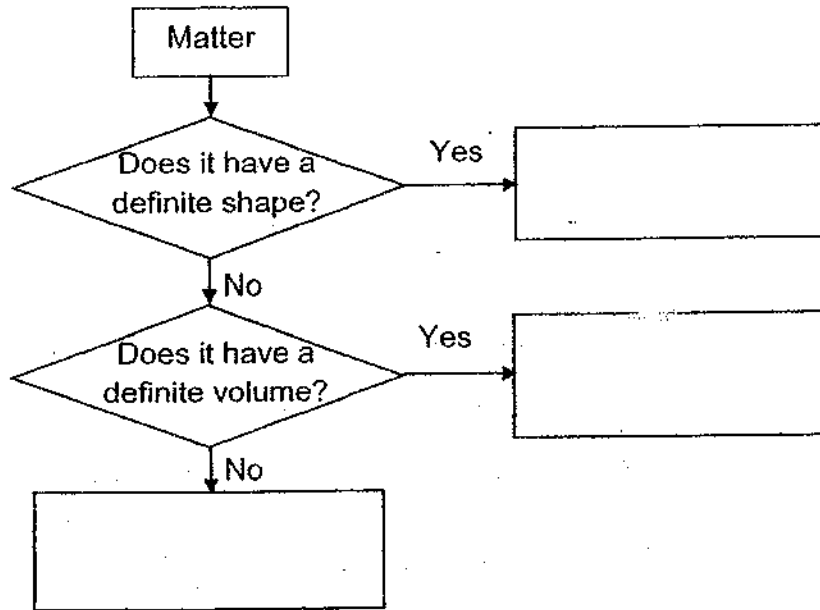 Matter
Does it have a
definite shape?
Yes
No
Does it have a
definite volume?
Yes
No